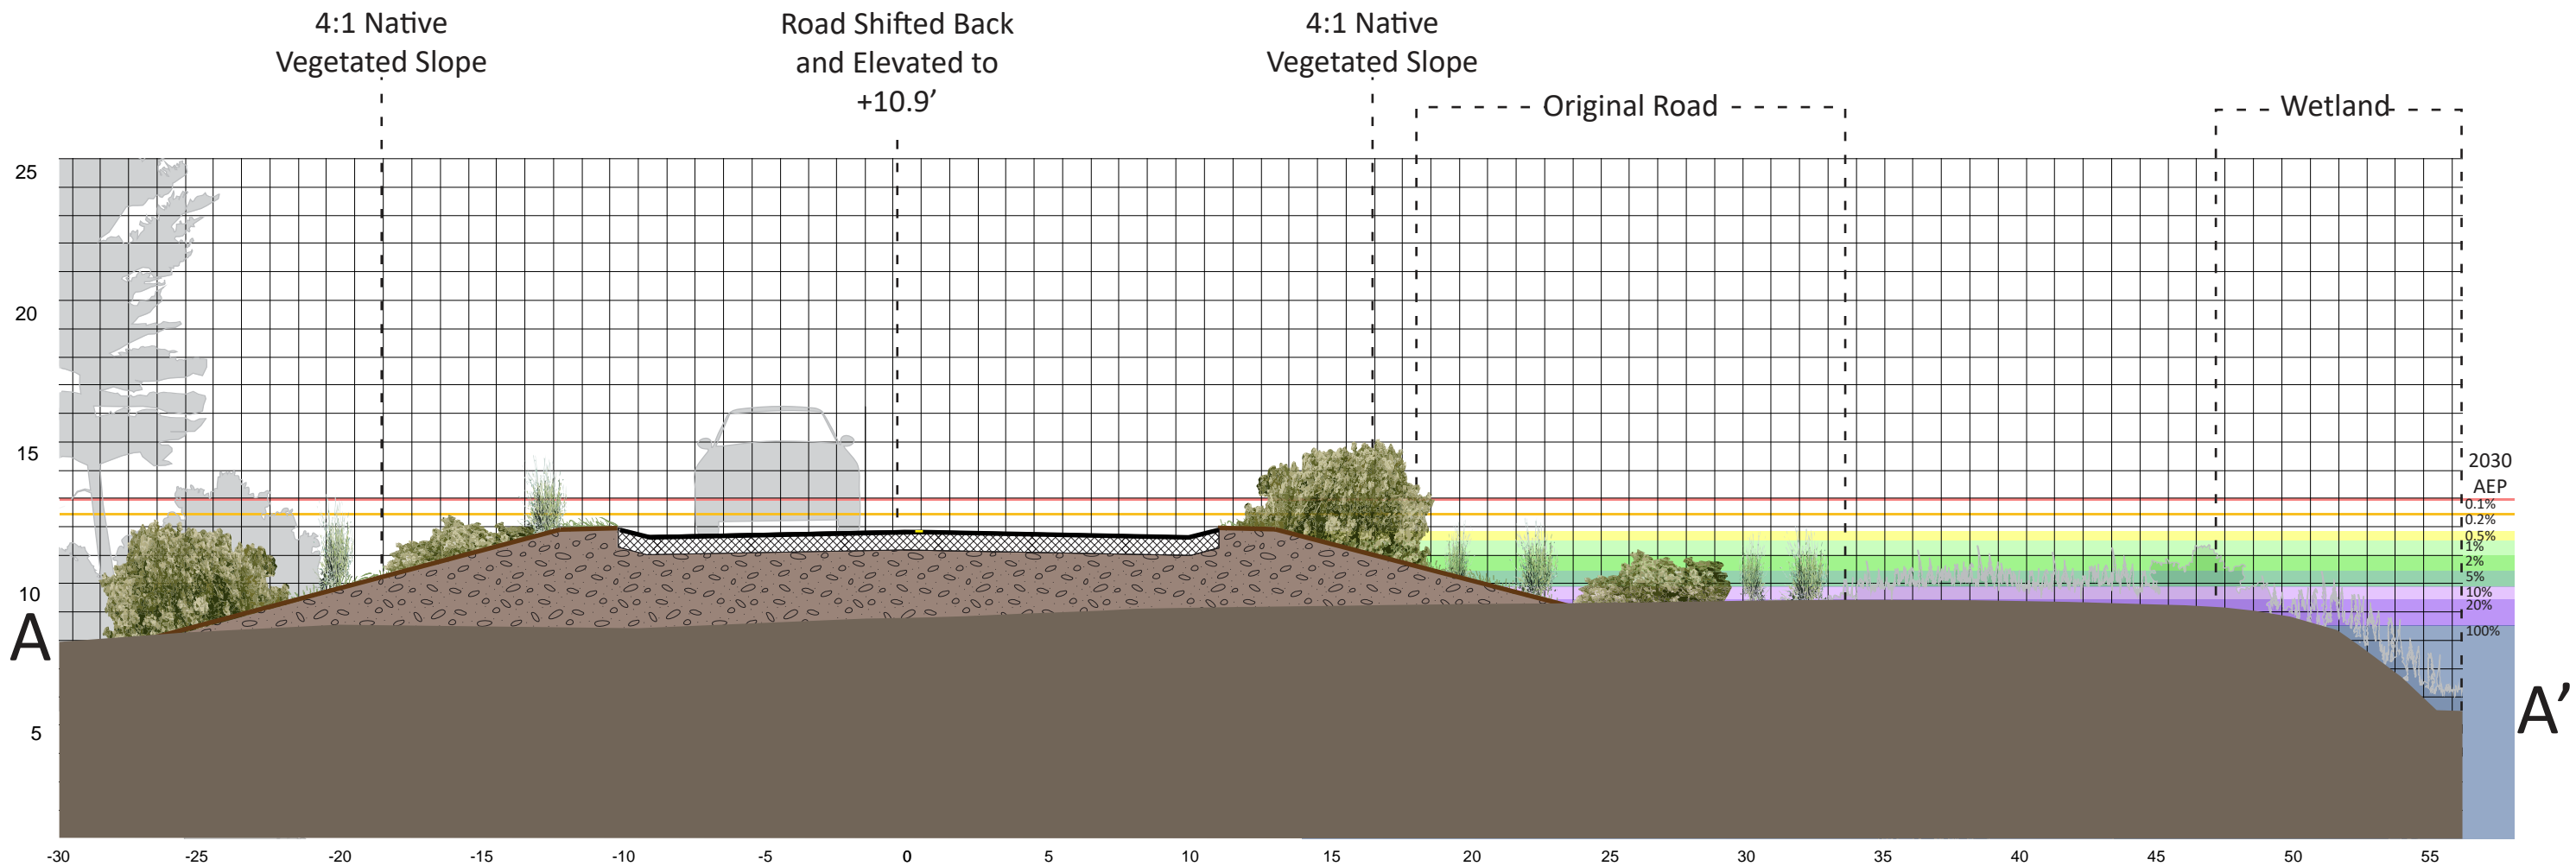 4:1 Native
Vegetated Slope
Road Shifted Back
and Elevated to
+10.9’
4:1 Native
Vegetated Slope
Original Road
Wetland
25
20
15
10
5
A
A’
2030
AEP
0.1%
0.2%
0.5%
1%
2%
5%
10%
20%
100%
-30 -25 -20 -15 -10 -5 0 5 10 15 20 25 30 35 40 45 50 55